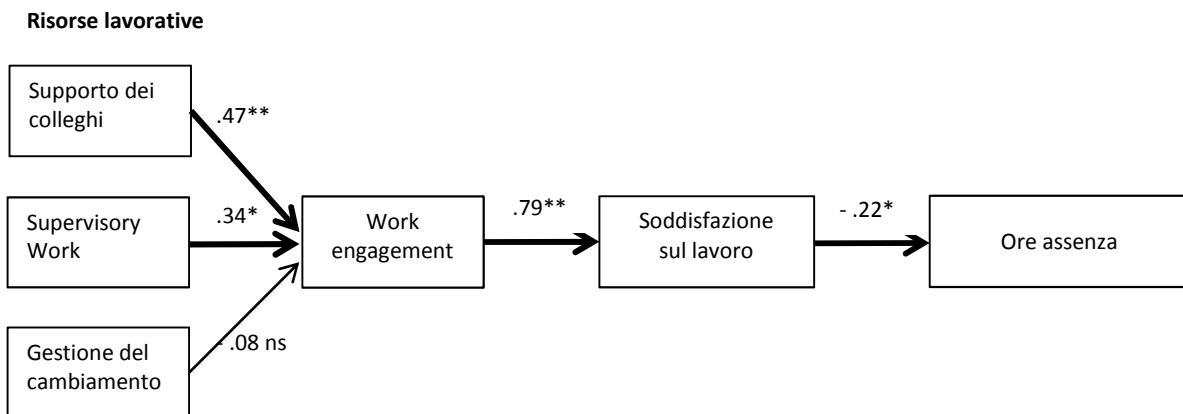 Risorse lavorative
Supporto dei
colleghi
.47**
Supervisory
Work
.34*
Work
engagement
.79**
Soddisfazione
sul lavoro
- .22*
Ore assenza
- .08 ns
Gestione del
cambiamento